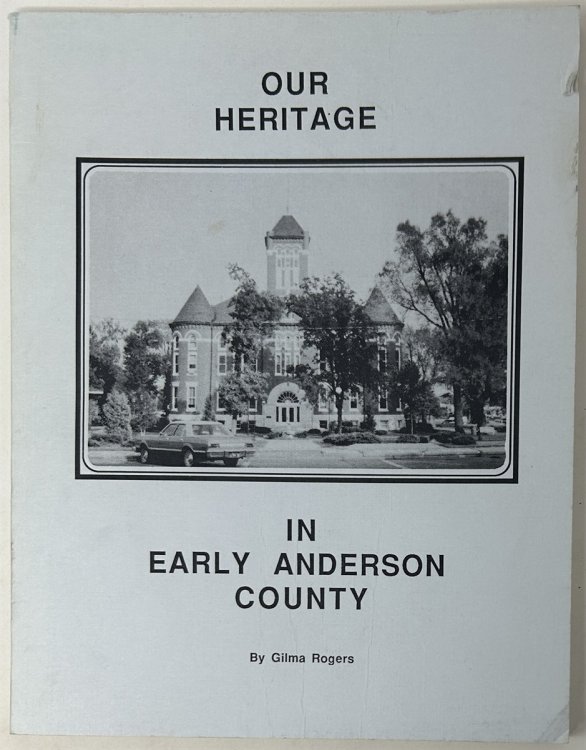 OUR
HERITAGE
IN
EARLY ANDERSON
COUNTY
By Gilma Rogers